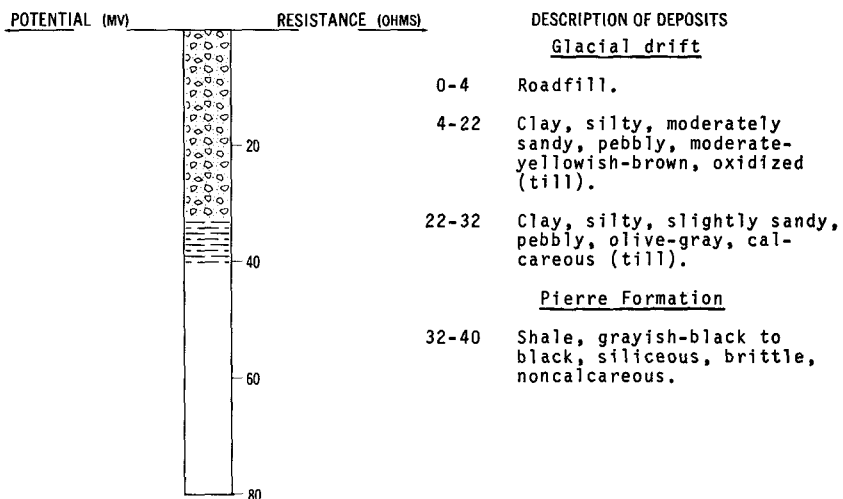 POTENTIAL (MV) RESISTANCE (OHMS) DESCRIPTION OF DEPOSITS
Glacial drift
0-4 Roadfill.
4-22 Clay, silty, moderately
sandy, pebbly, moderate-
yellowish-brown, oxidized
(till).
22-32 Clay, silty, slightly sandy,
pebbly, olive-gray, cal-
careous (till).
Pierre Formation
32-40 Shale, grayish-black to
black, siliceous, brittle,
noncalcareous.
20
40
60
80